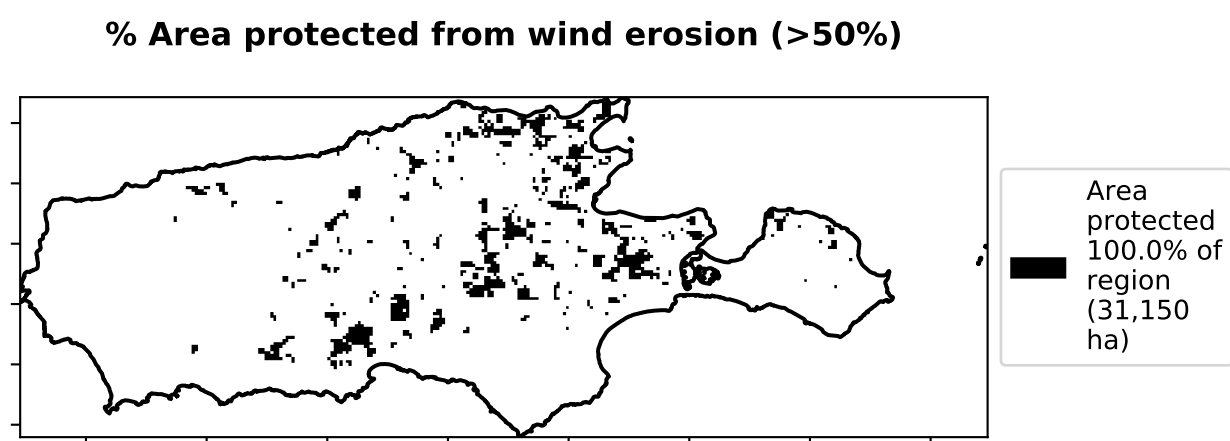 % Area protected from wind erosion (>50%)
Area
protected
100.0% of
region
(31,150
ha)